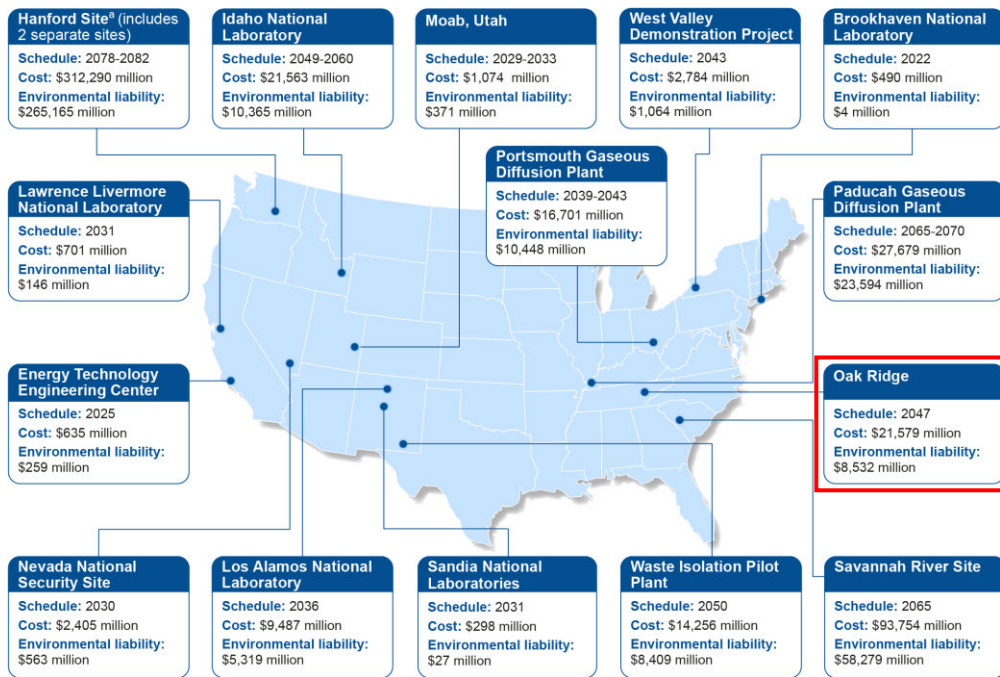 Hanford Siteª (includes
2 separate sites)
Schedule: 2078-2082
Cost: $312,290 million
Environmental liability:
$265,165 million
Idaho National
Laboratory
Schedule: 2049-2060
Cost: $21,563 million
Environmental liability:
$10,365 million
Moab, Utah
Schedule: 2029-2033
Cost: $1,074 million
Environmental liability:
$371 million
West Valley
Demonstration Project
Schedule: 2043
Cost: $2,784 million
Environmental liability:
$1,064 million
Brookhaven National
Laboratory
Schedule: 2022
Cost: $490 million
Environmental liability:
$4 million
Portsmouth Gaseous
Diffusion Plant
Schedule: 2039-2043
Cost: $16,701 million
Environmental liability:
$10,448 million
Lawrence Livermore
National Laboratory
Schedule: 2031
Cost: $701 million
Environmental liability:
$146 million
Paducah Gaseous
Diffusion Plant
Schedule: 2065-2070
Cost: $27,679 million
Environmental liability:
$23,594 million
Energy Technology
Engineering Center
Schedule: 2025
Cost: $635 million
Environmental liability:
$259 million
Oak Ridge
Schedule: 2047
Cost: $21,579 million
Environmental liability:
$8,532 million
Nevada National
Security Site
Schedule: 2030
Cost: $2,405 million
Environmental liability:
$563 million
Los Alamos National
Laboratory
Schedule: 2036
Cost: $9,487 million
Environmental liability:
$5,319 million
Sandia National
Laboratories
Schedule: 2031
Cost: $298 million
Environmental liability:
$27 million
Waste Isolation Pilot
Plant
Schedule: 2050
Cost: $14,256 million
Environmental liability:
$8,409 million
Savannah River Site
Schedule: 2065
Cost: $93,754 million
Environmental liability:
$58,279 million